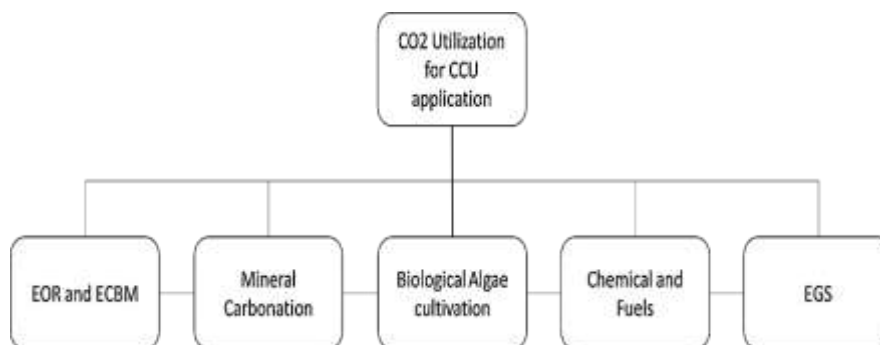 CO2 Utilization
for CCU
application
EOR and ECBM
Mineral
Carbonation
Biological Algae
cultivation
Chemical and
Fuels
EGS